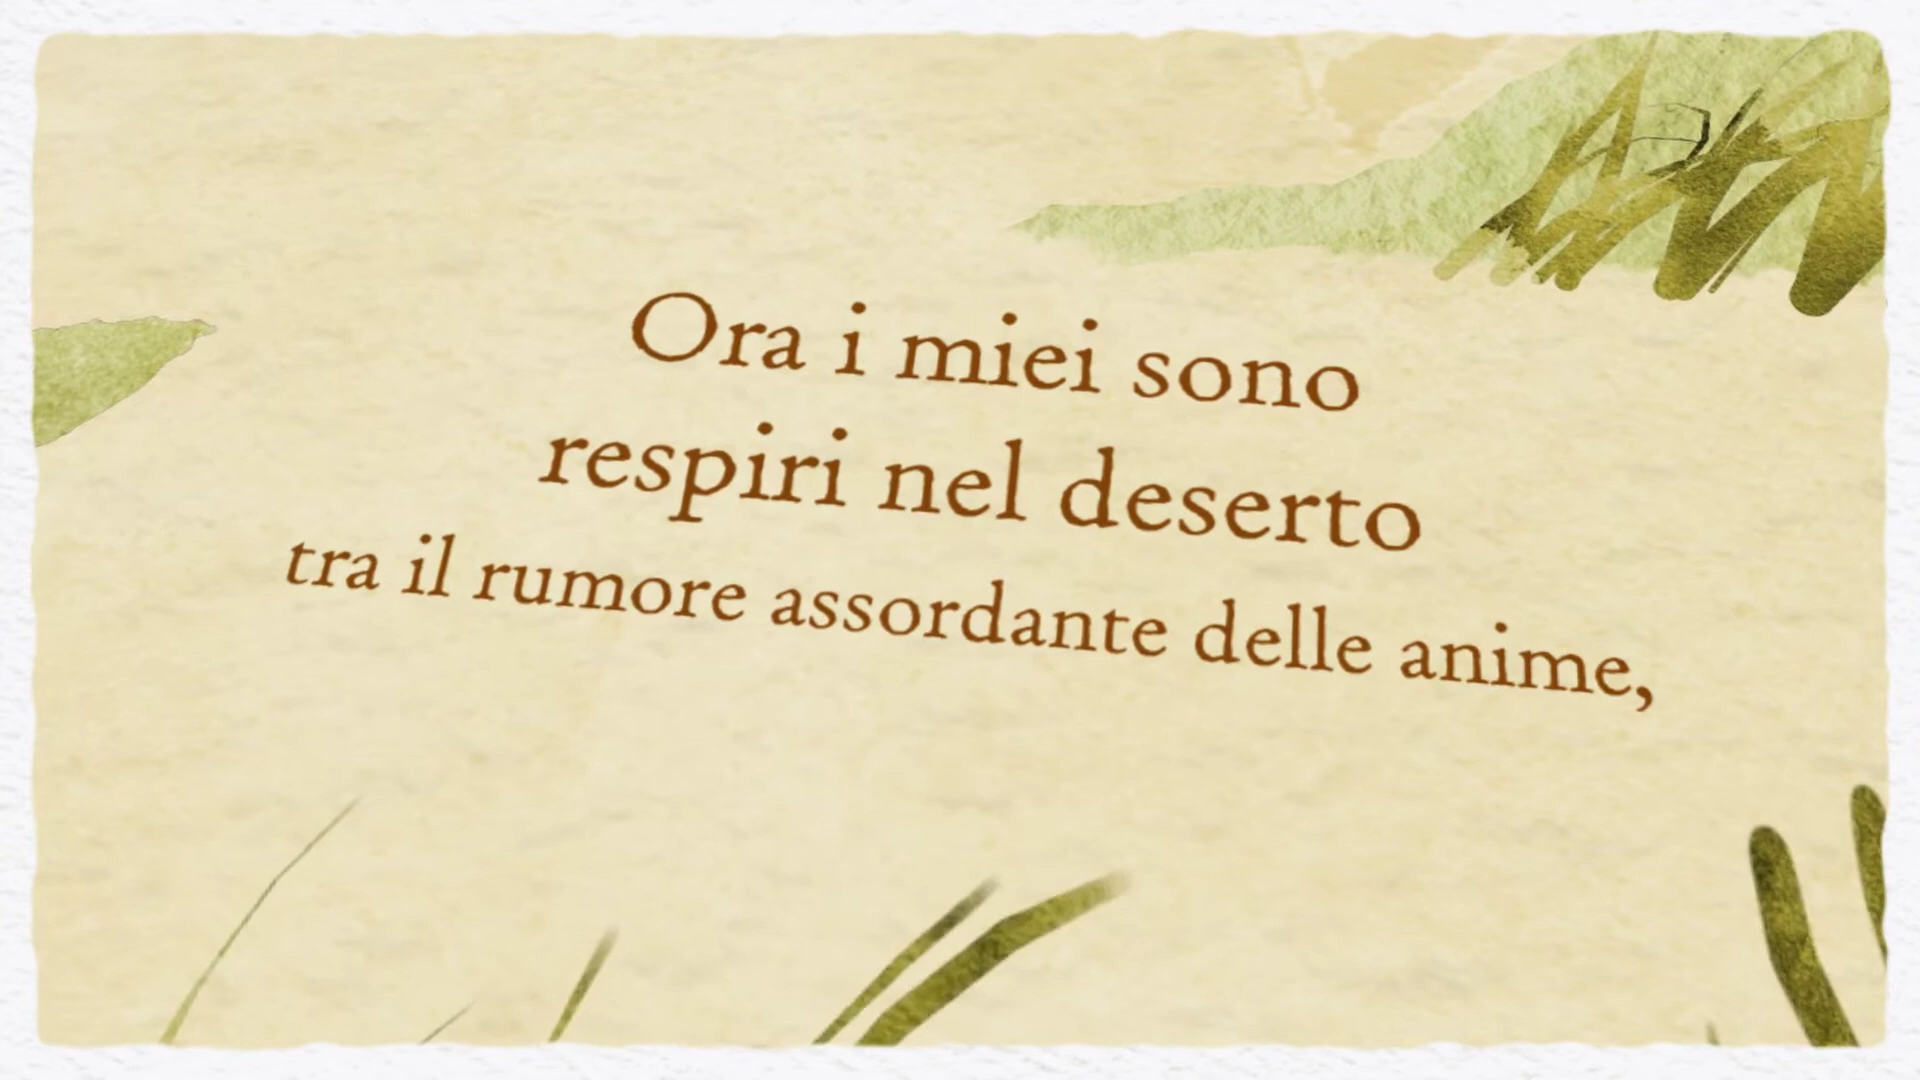 Ora i miei sono
respiri nel deserto
tra il rumore assordante delle anime,